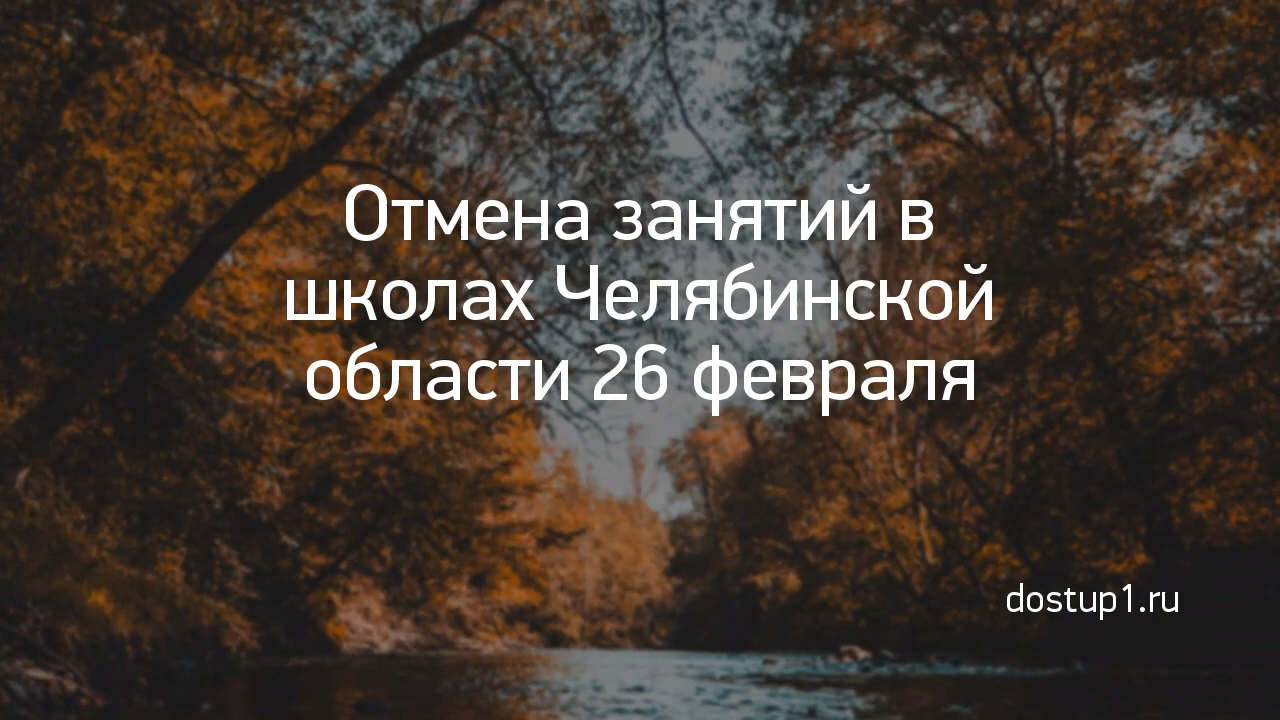 Отмена занятий в
школах Челябинской
области 26 февраля
dostup1.ru